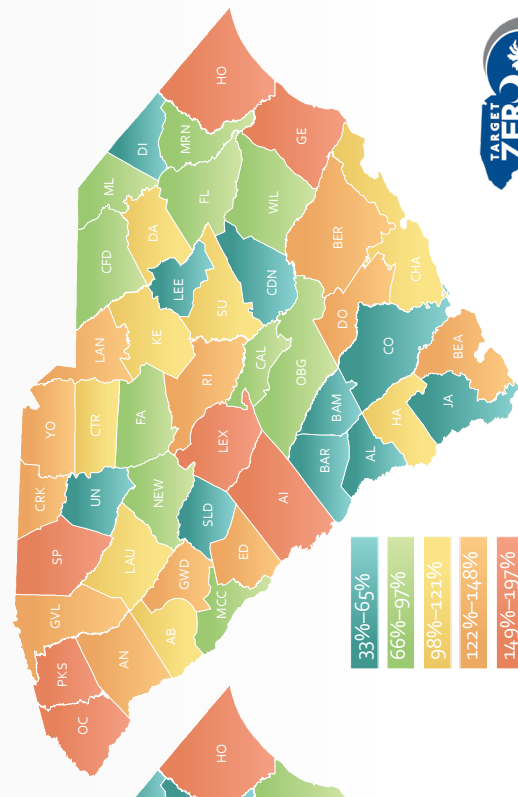 CRK
YO
GVL
SP
PKS
OC
CTR
UN
LAN
CFD
ML
AN
LAU
FA
DI
DA
KE
NEW
AB
LEE
GWD
MRN
FL
RI
SLD
MCC
LEX
SU
HO
HO
ED
CAL
CDN
WIL
AI
OBG
GE
BAR
BAM
DO
BER
AL
HA
CO
CHA
JA
BEA
33%–65%
66%–97%
98%–121%
122%–148%
149%–197%
TARGET
ZERO